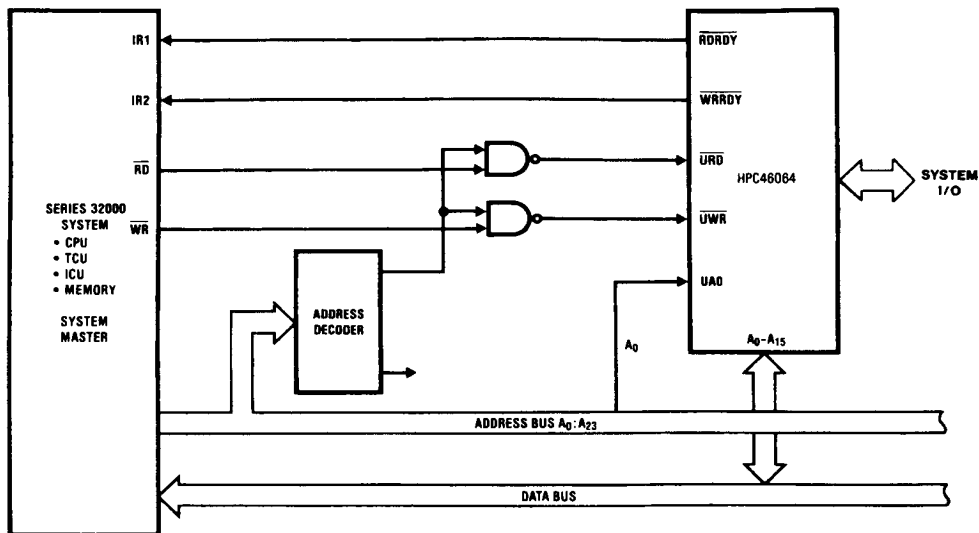 IR1
IR2
RD
WR
SERIES 32000
SYSTEM
• CPU
• TCU
• ICU
• MEMORY
SYSTEM
MASTER
ADDRESS
DECODER
RDRDY
WRRDY
URD
HPC46064
UWR
UA0
A0-A15
SYSTEM
I/O
A0
ADDRESS BUS A0:A23
DATA BUS